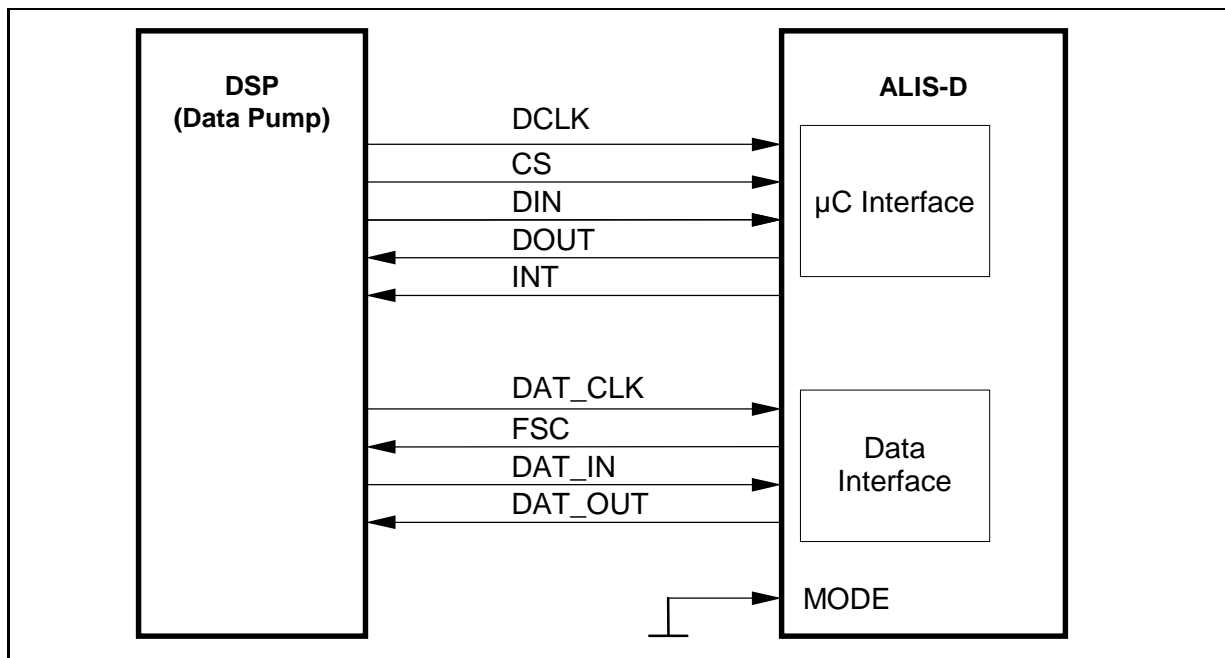 DSP
(Data Pump)
ALIS-D
DCLK
CS
DIN
DOUT
INT
µC Interface
DAT_CLK
FSC
DAT_IN
DAT_OUT
Data
Interface
MODE